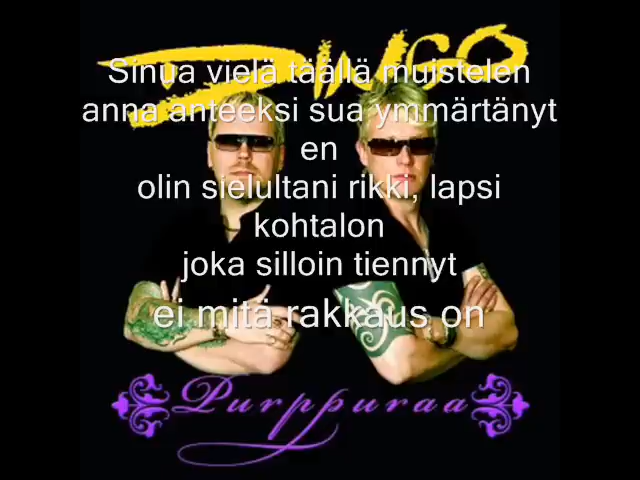 DINGO
Sinua vielä täällä muistelen
anna anteeksi sua ymmärtänyt
en
olin sielultani rikki, lapsi
kohtalon
joka silloin tiennyt
ei mitä rakkaus on
Purppuraa